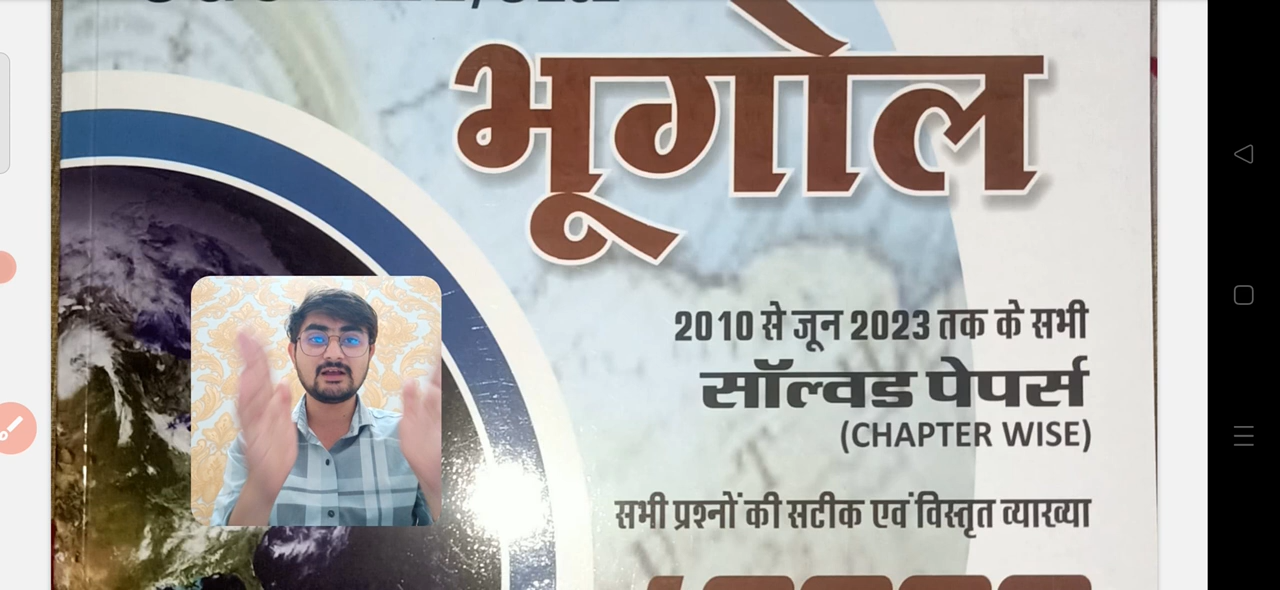 भूगोल
2010 से जून 2023 तक के सभी
सॉल्वड पेपर्स
(CHAPTER WISE)
सभी प्रश्नों की सटीक एवं विस्तृत व्याख्या